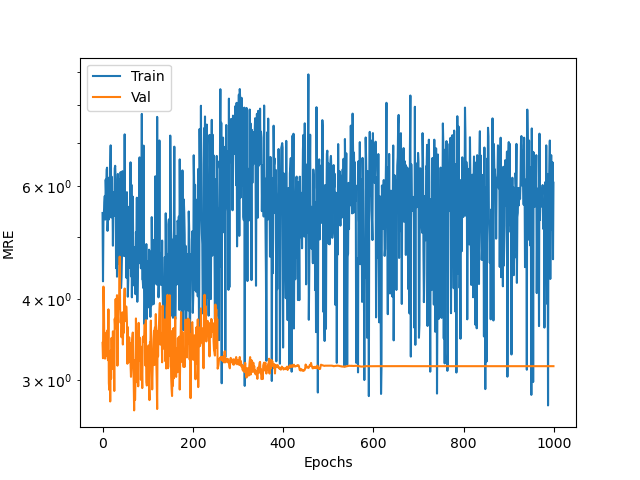 Train
Val
6 × 10⁰
4 × 10⁰
3 × 10⁰
MRE
0 200 400 600 800 1000
Epochs